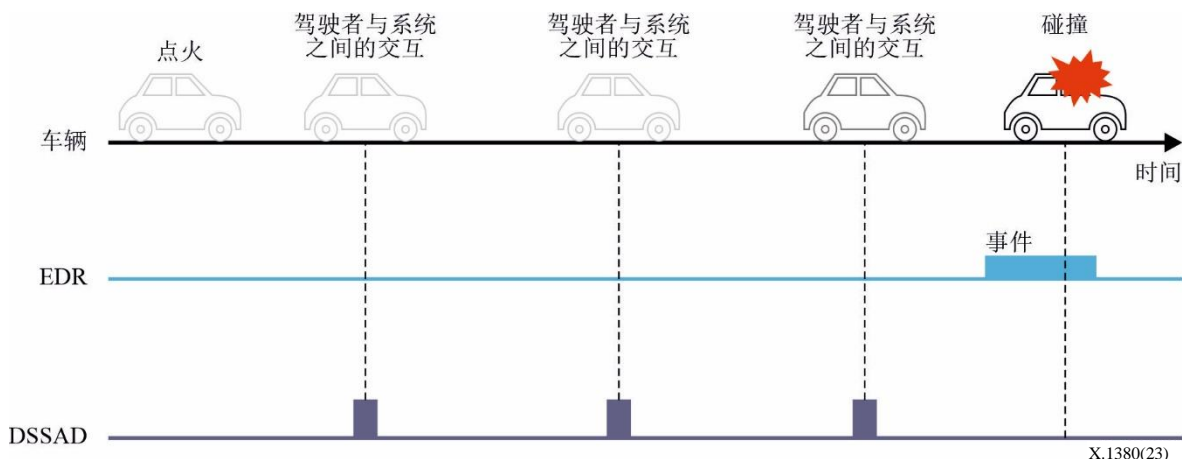 点火
驾驶者与系统
之间的交互
驾驶者与系统
之间的交互
驾驶者与系统
之间的交互
碰撞
车辆
时间
事件
EDR
DSSAD
X.1380(23)